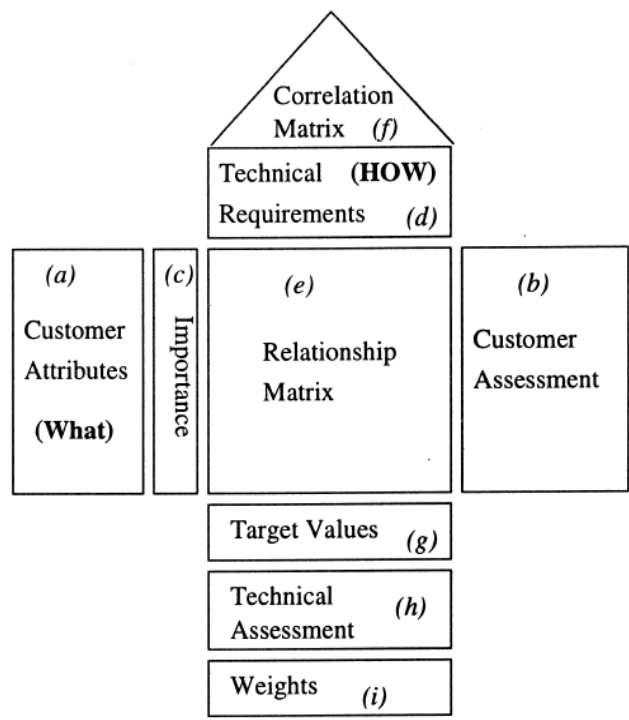 Correlation
Matrix (f)
Technical (HOW)
Requirements (d)
(a)
Customer
Attributes
(What)
(c)
Importance
(e)
Relationship
Matrix
(b)
Customer
Assessment
Target Values (g)
Technical (h)
Assessment
Weights (i)